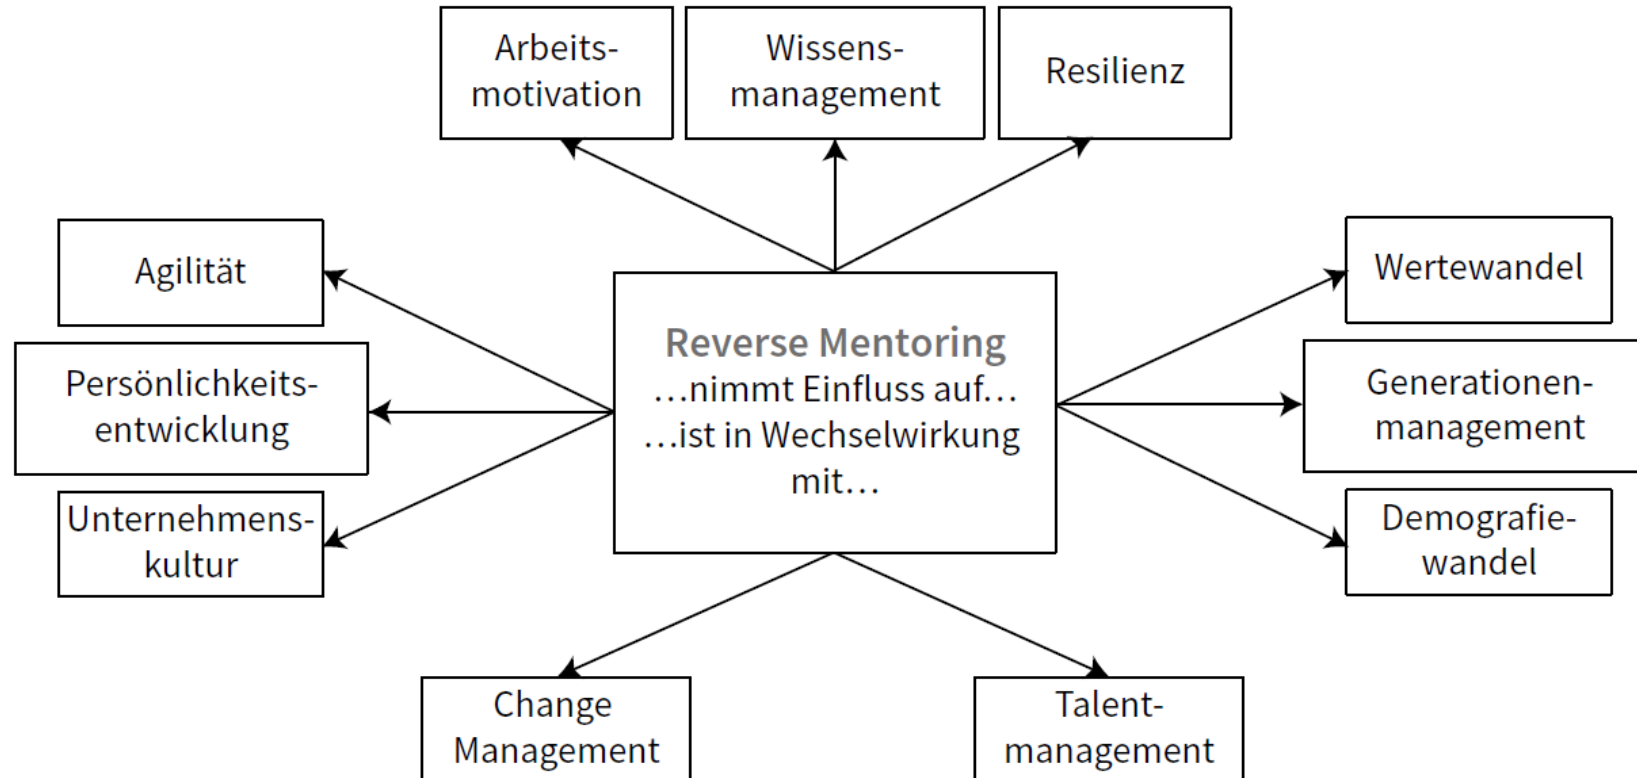 Arbeits-
motivation
Wissens-
management
Resilienz
Agilität
Wertewandel
Persönlichkeits-
entwicklung
Reverse Mentoring
...nimmt Einfluss auf...
...ist in Wechselwirkung
mit...
Generationen-
management
Unternehmens-
kultur
Demografie-
wandel
Change
Management
Talent-
management